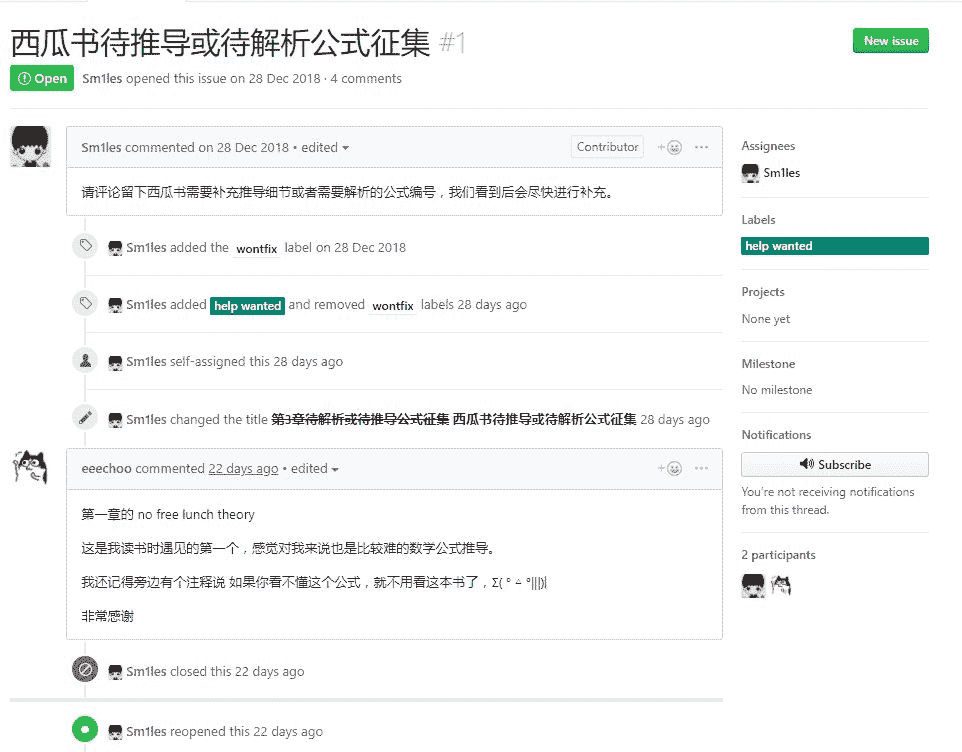 西瓜书待推导或待解析公式征集 #1
New issue
Open Sm1les opened this issue on 28 Dec 2018 · 4 comments
Sm1les commented on 28 Dec 2018 • edited
Contributor
请评论留下西瓜书需要补充推导细节或者需要解析的公式编号，我们看到后会尽快进行补充。
Sm1les added the wontfix label on 28 Dec 2018
Sm1les added help wanted and removed wontfix labels 28 days ago
Sm1les self-assigned this 28 days ago
Sm1les changed the title 第3章待解析或待推导公式征集 西瓜书待推导或待解析公式征集 28 days ago
eeechoo commented 22 days ago • edited
第一章的 no free lunch theory
这是我读书时遇见的第一个，感觉对我来说也是比较难的数学公式推导。
我还记得旁边有个注释说 如果你看不懂这个公式，就不用看这本书了，Σ( ° △ °|||)
非常感谢
Sm1les closed this 22 days ago
Sm1les reopened this 22 days ago
Assignees
Sm1les
Labels
help wanted
Projects
None yet
Milestone
No milestone
Notifications
Subscribe
You're not receiving notifications
from this thread.
2 participants